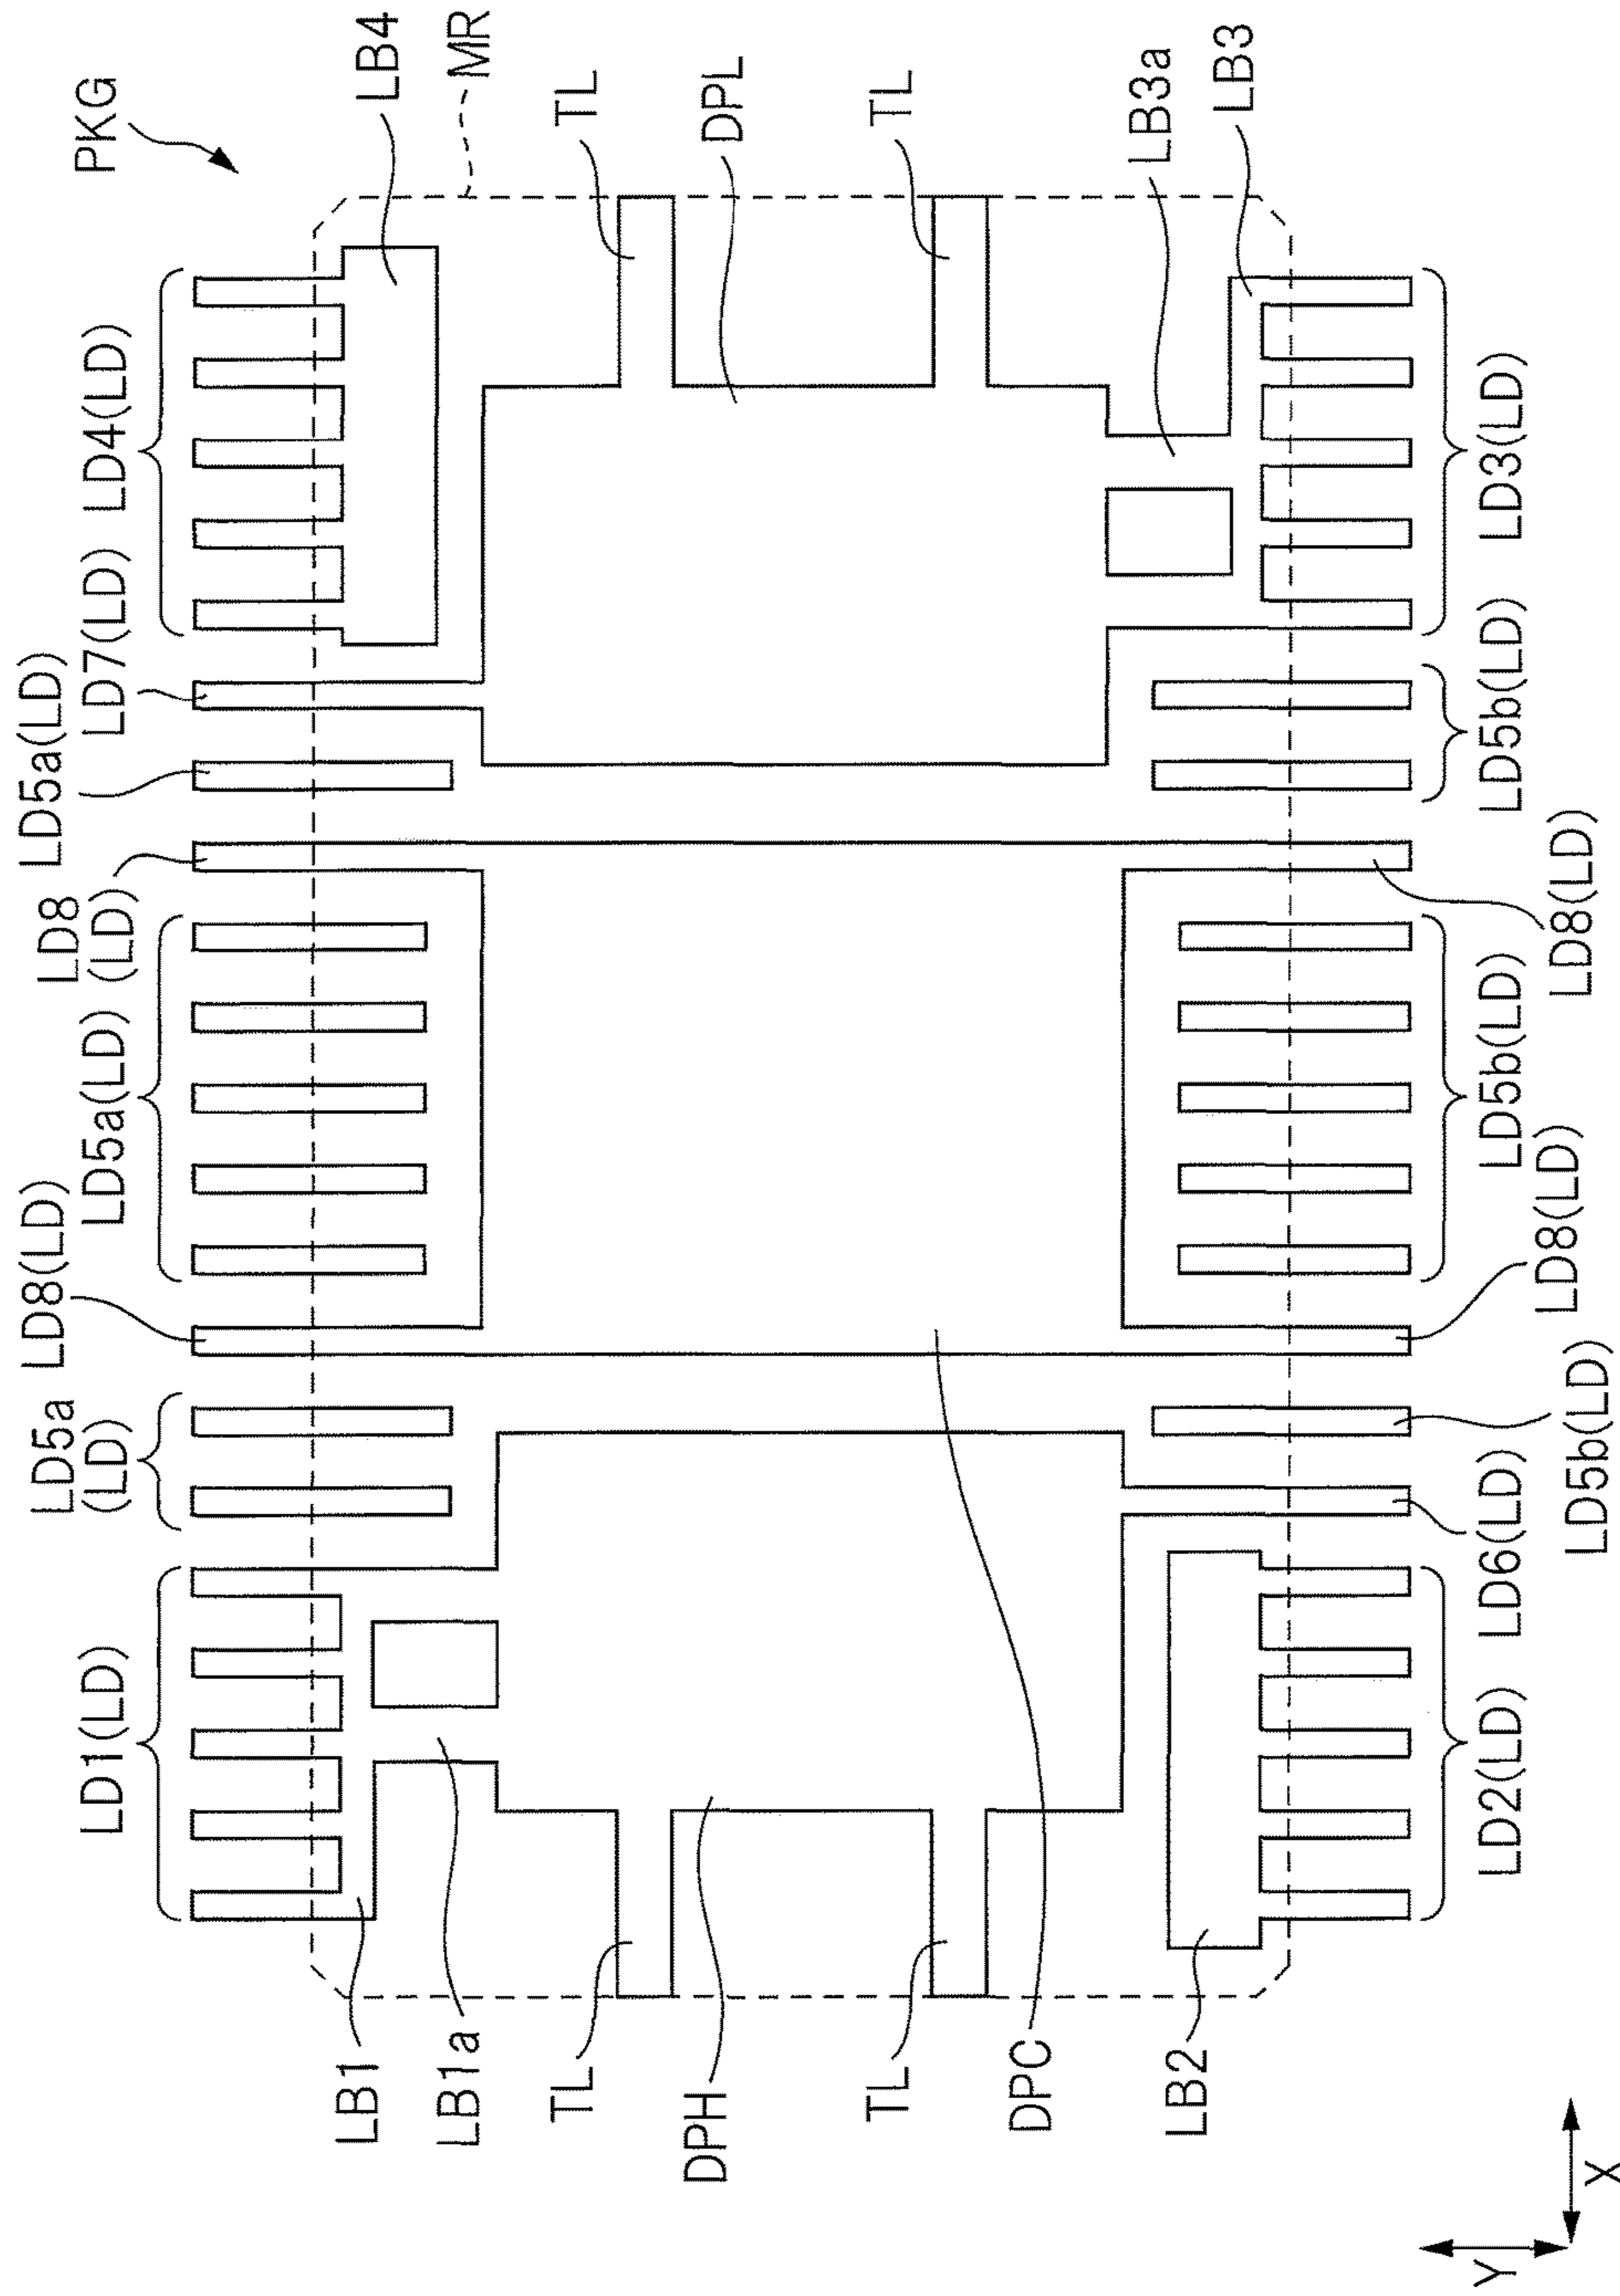 LD8(LD)
LD5a(LD)
LD5a
(LD)
LD8
(LD)
PKG
LD1(LD)
LD5a(LD)
LD7(LD)
LD4(LD)
LB1
LB4
LB1a
MR
TL
TL
DPH
DPL
TL
TL
DPC
LB3a
LB2
LB3
LD2(LD)
LD6(LD)
LD5b(LD)
LD5b(LD)
LD3(LD)
LD5b(LD)
LD8(LD)
LD8(LD)
Y
X